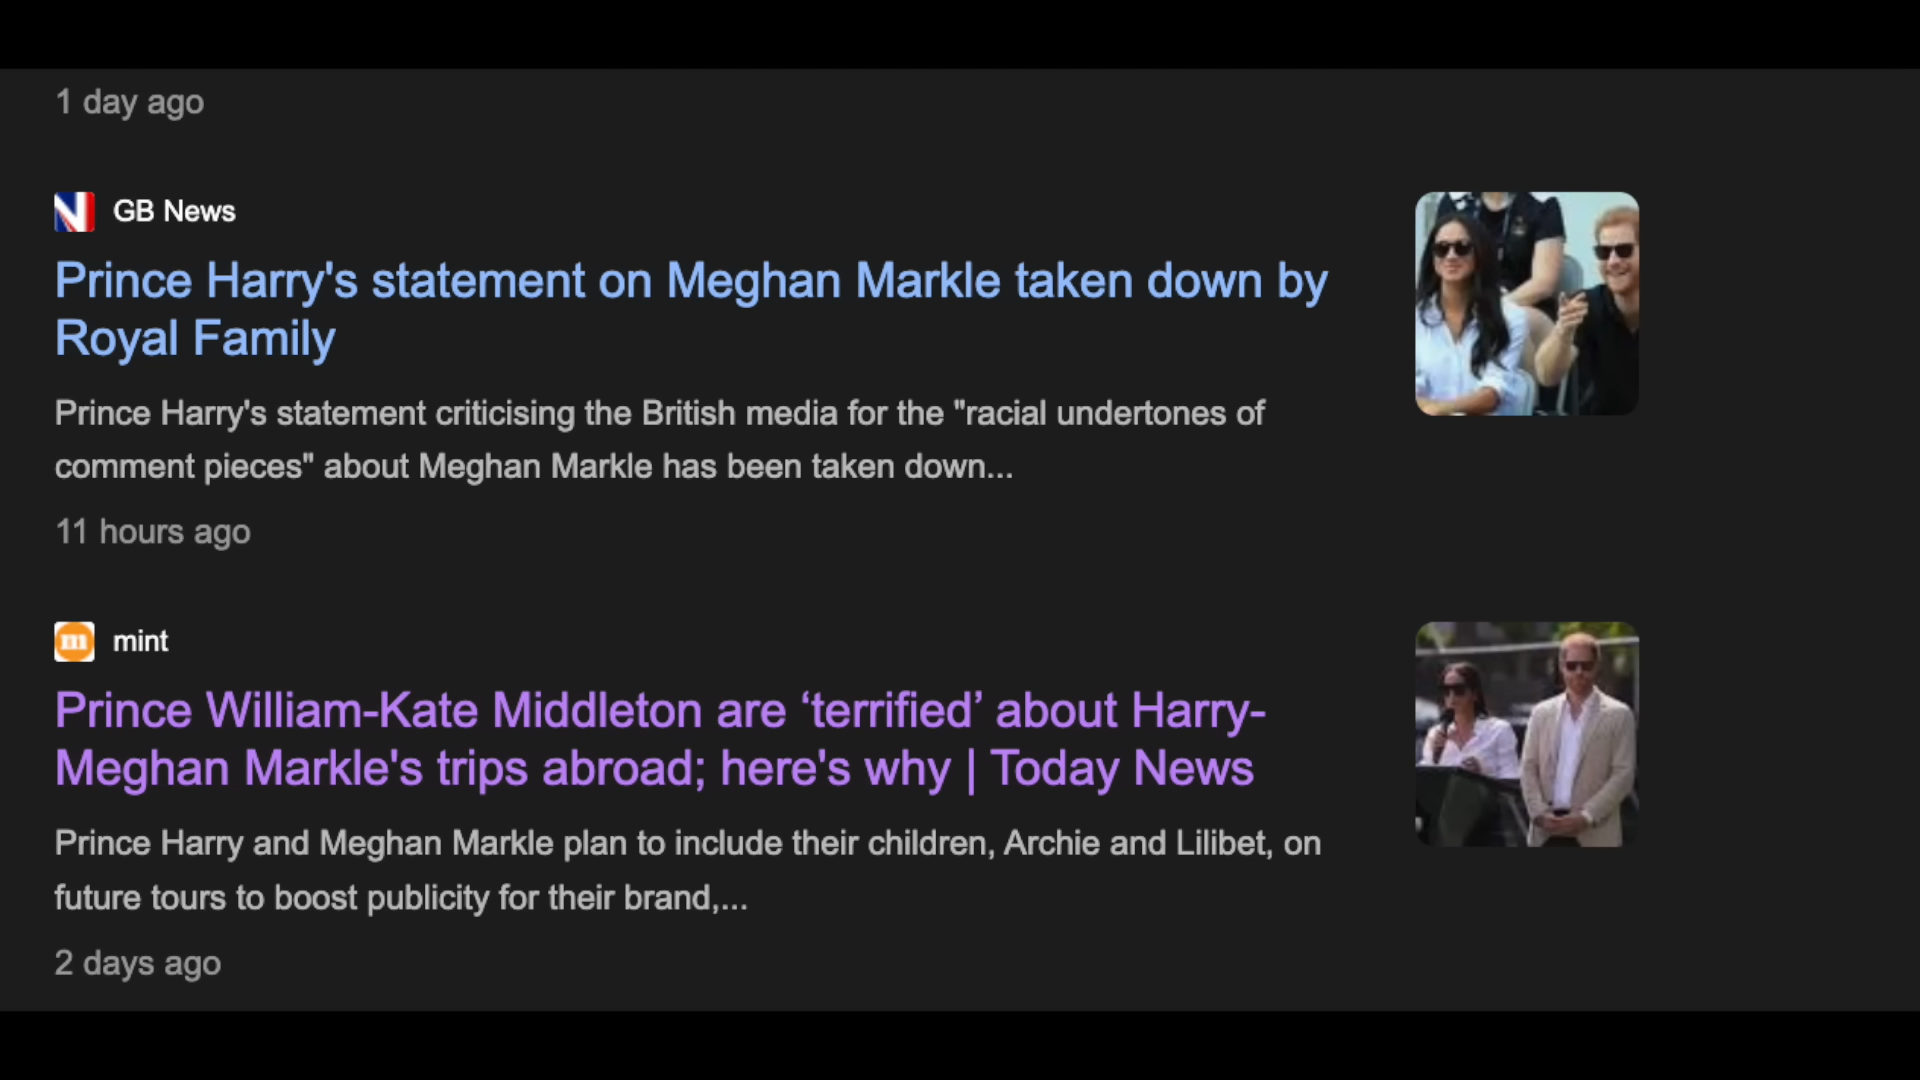 1 day ago
GB News
Prince Harry's statement on Meghan Markle taken down by
Royal Family
Prince Harry's statement criticising the British media for the "racial undertones of
comment pieces" about Meghan Markle has been taken down...
11 hours ago
m mint
Prince William-Kate Middleton are ‘terrified’ about Harry-
Meghan Markle's trips abroad; here's why | Today News
Prince Harry and Meghan Markle plan to include their children, Archie and Lilibet, on
future tours to boost publicity for their brand,...
2 days ago